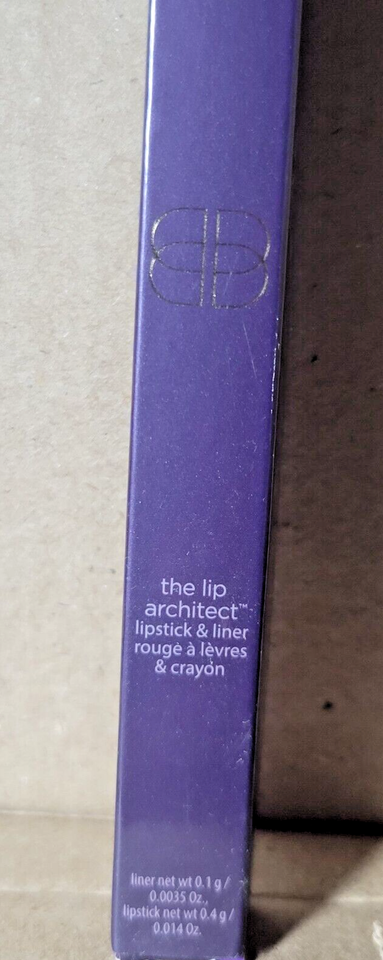 the lip
architect™
lipstick & liner
rouge à lèvres
& crayon
liner net wt 0.1 g /
0.0035 Oz.,
lipstick net wt 0.4 g /
0.014 Oz.